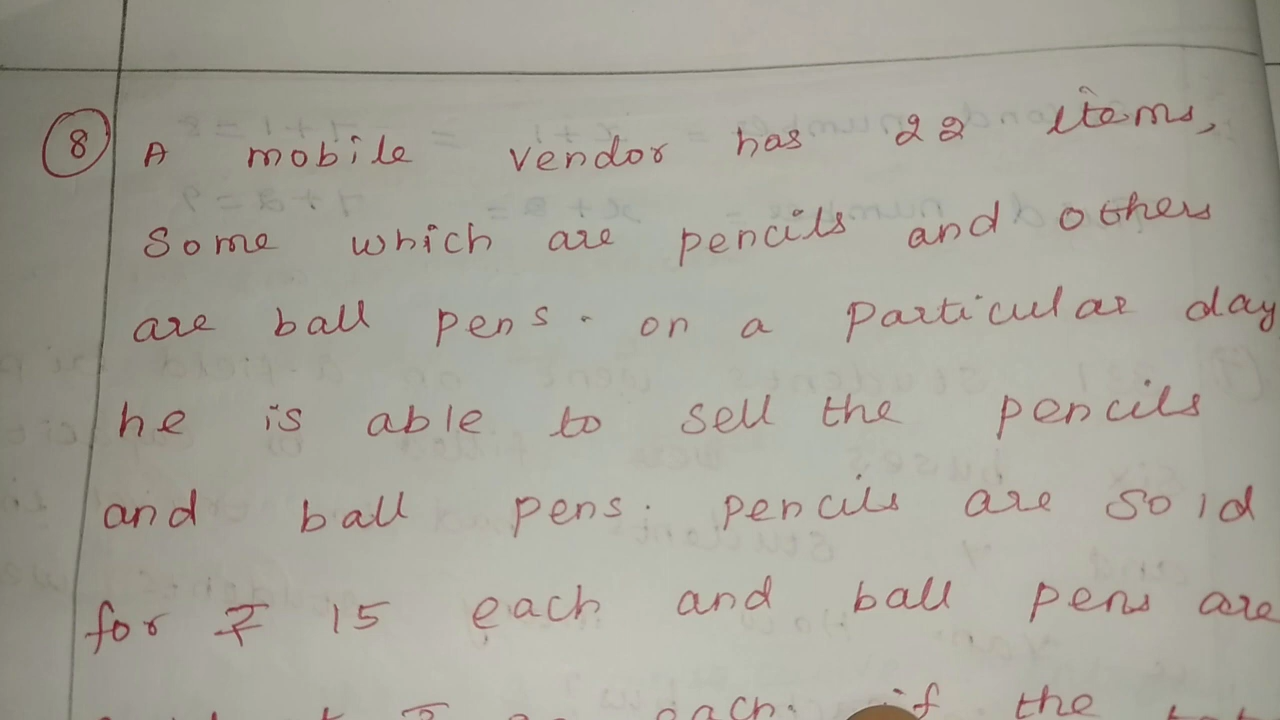 8 A mobile vendor has 22 items,
Some which are pencils and others
are ball pens. on a particular day
he is able to sell the pencils
and ball pens. pencils are sold
for ₹ 15 each and ball pens are
each. if the